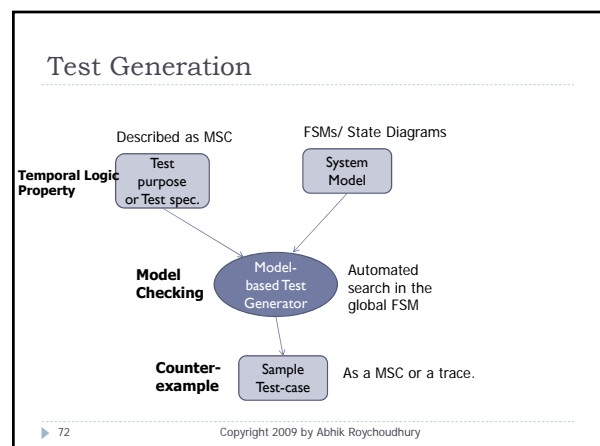 Test Generation
Described as MSC
FSMs/ State Diagrams
Temporal Logic
Property
Test
purpose
or Test spec.
System
Model
Model
Checking
Model-
based Test
Generator
Automated
search in the
global FSM
Counter-
example
Sample
Test-case
As a MSC or a trace.
72
Copyright 2009 by Abhik Roychoudhury